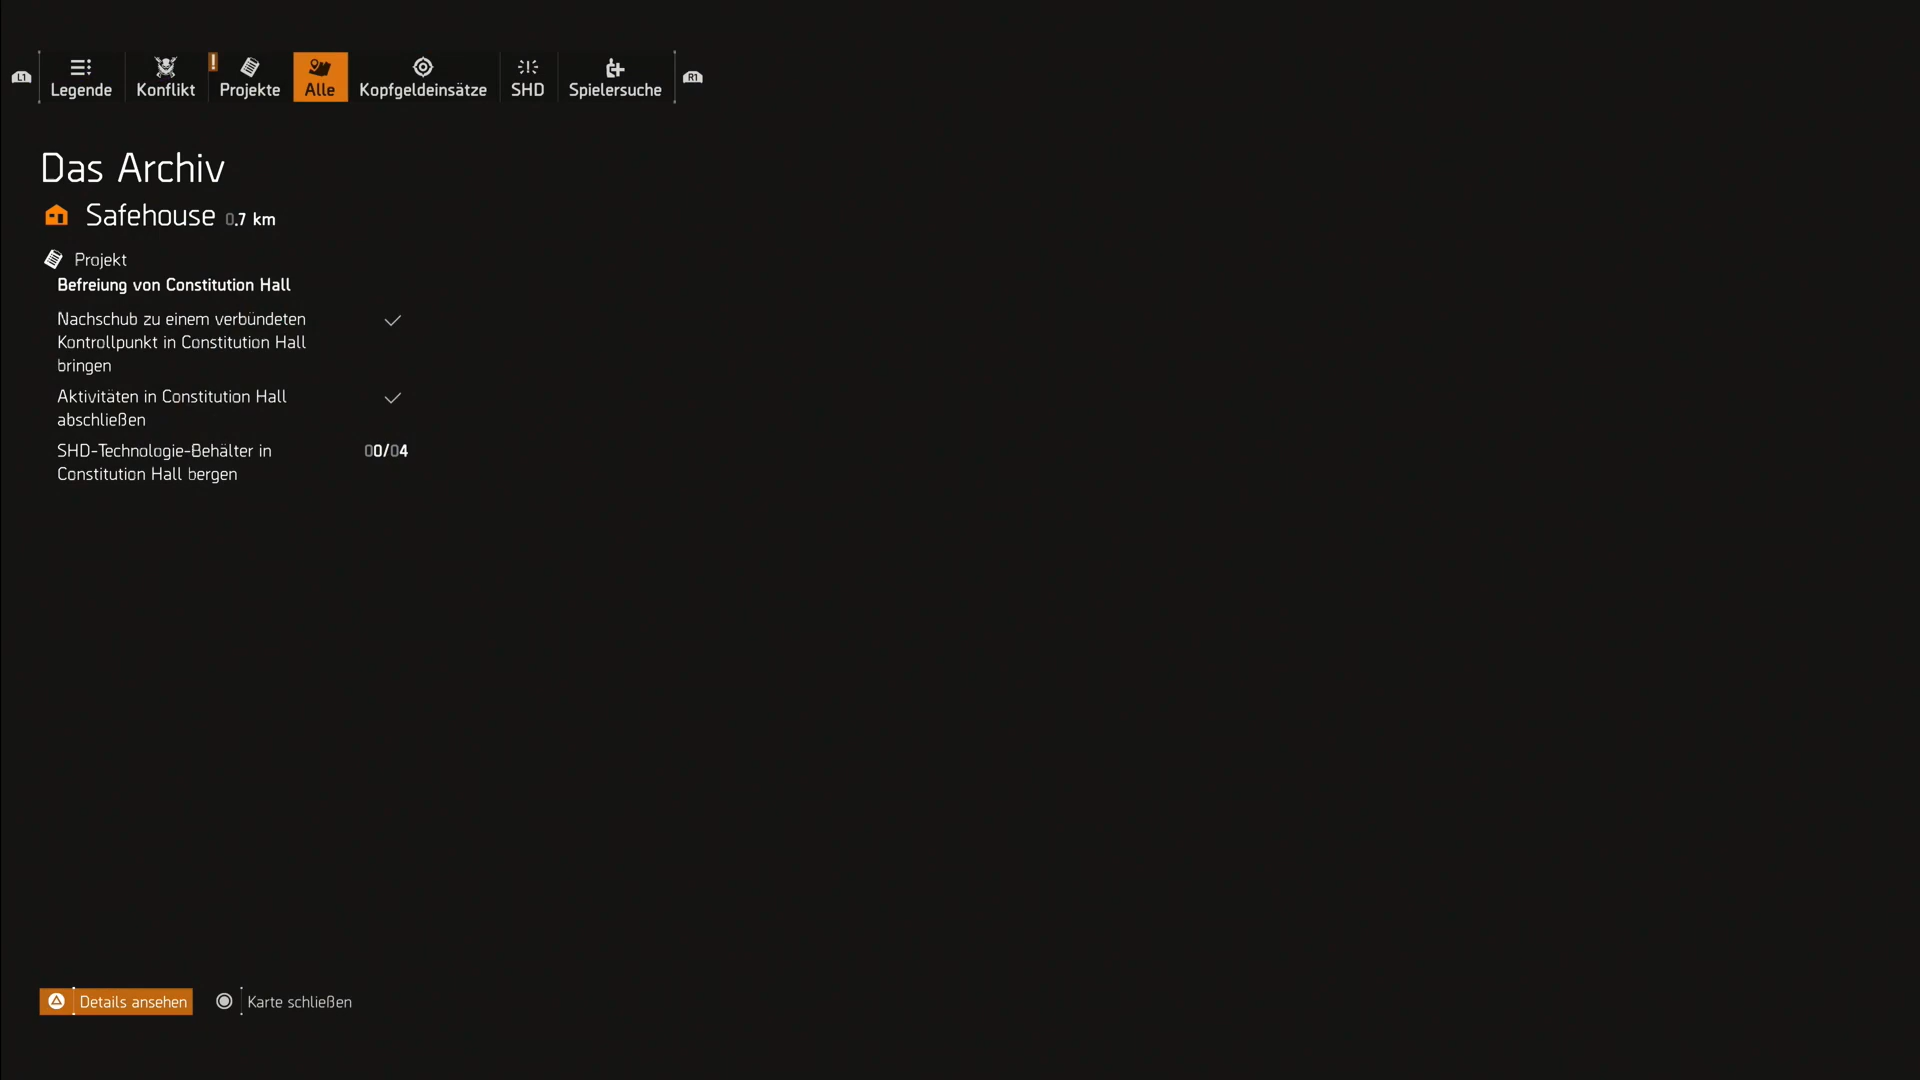 L1
Legende
Konflikt
!
Projekte
Alle
Kopfgeldeinsätze
SHD
Spielersuche
R1
Das Archiv
Safehouse 0.7 km
Projekt
Befreiung von Constitution Hall
Nachschub zu einem verbündeten
Kontrollpunkt in Constitution Hall
bringen
Aktivitäten in Constitution Hall
abschließen
SHD-Technologie-Behälter in 00/04
Constitution Hall bergen
Details ansehen
Karte schließen